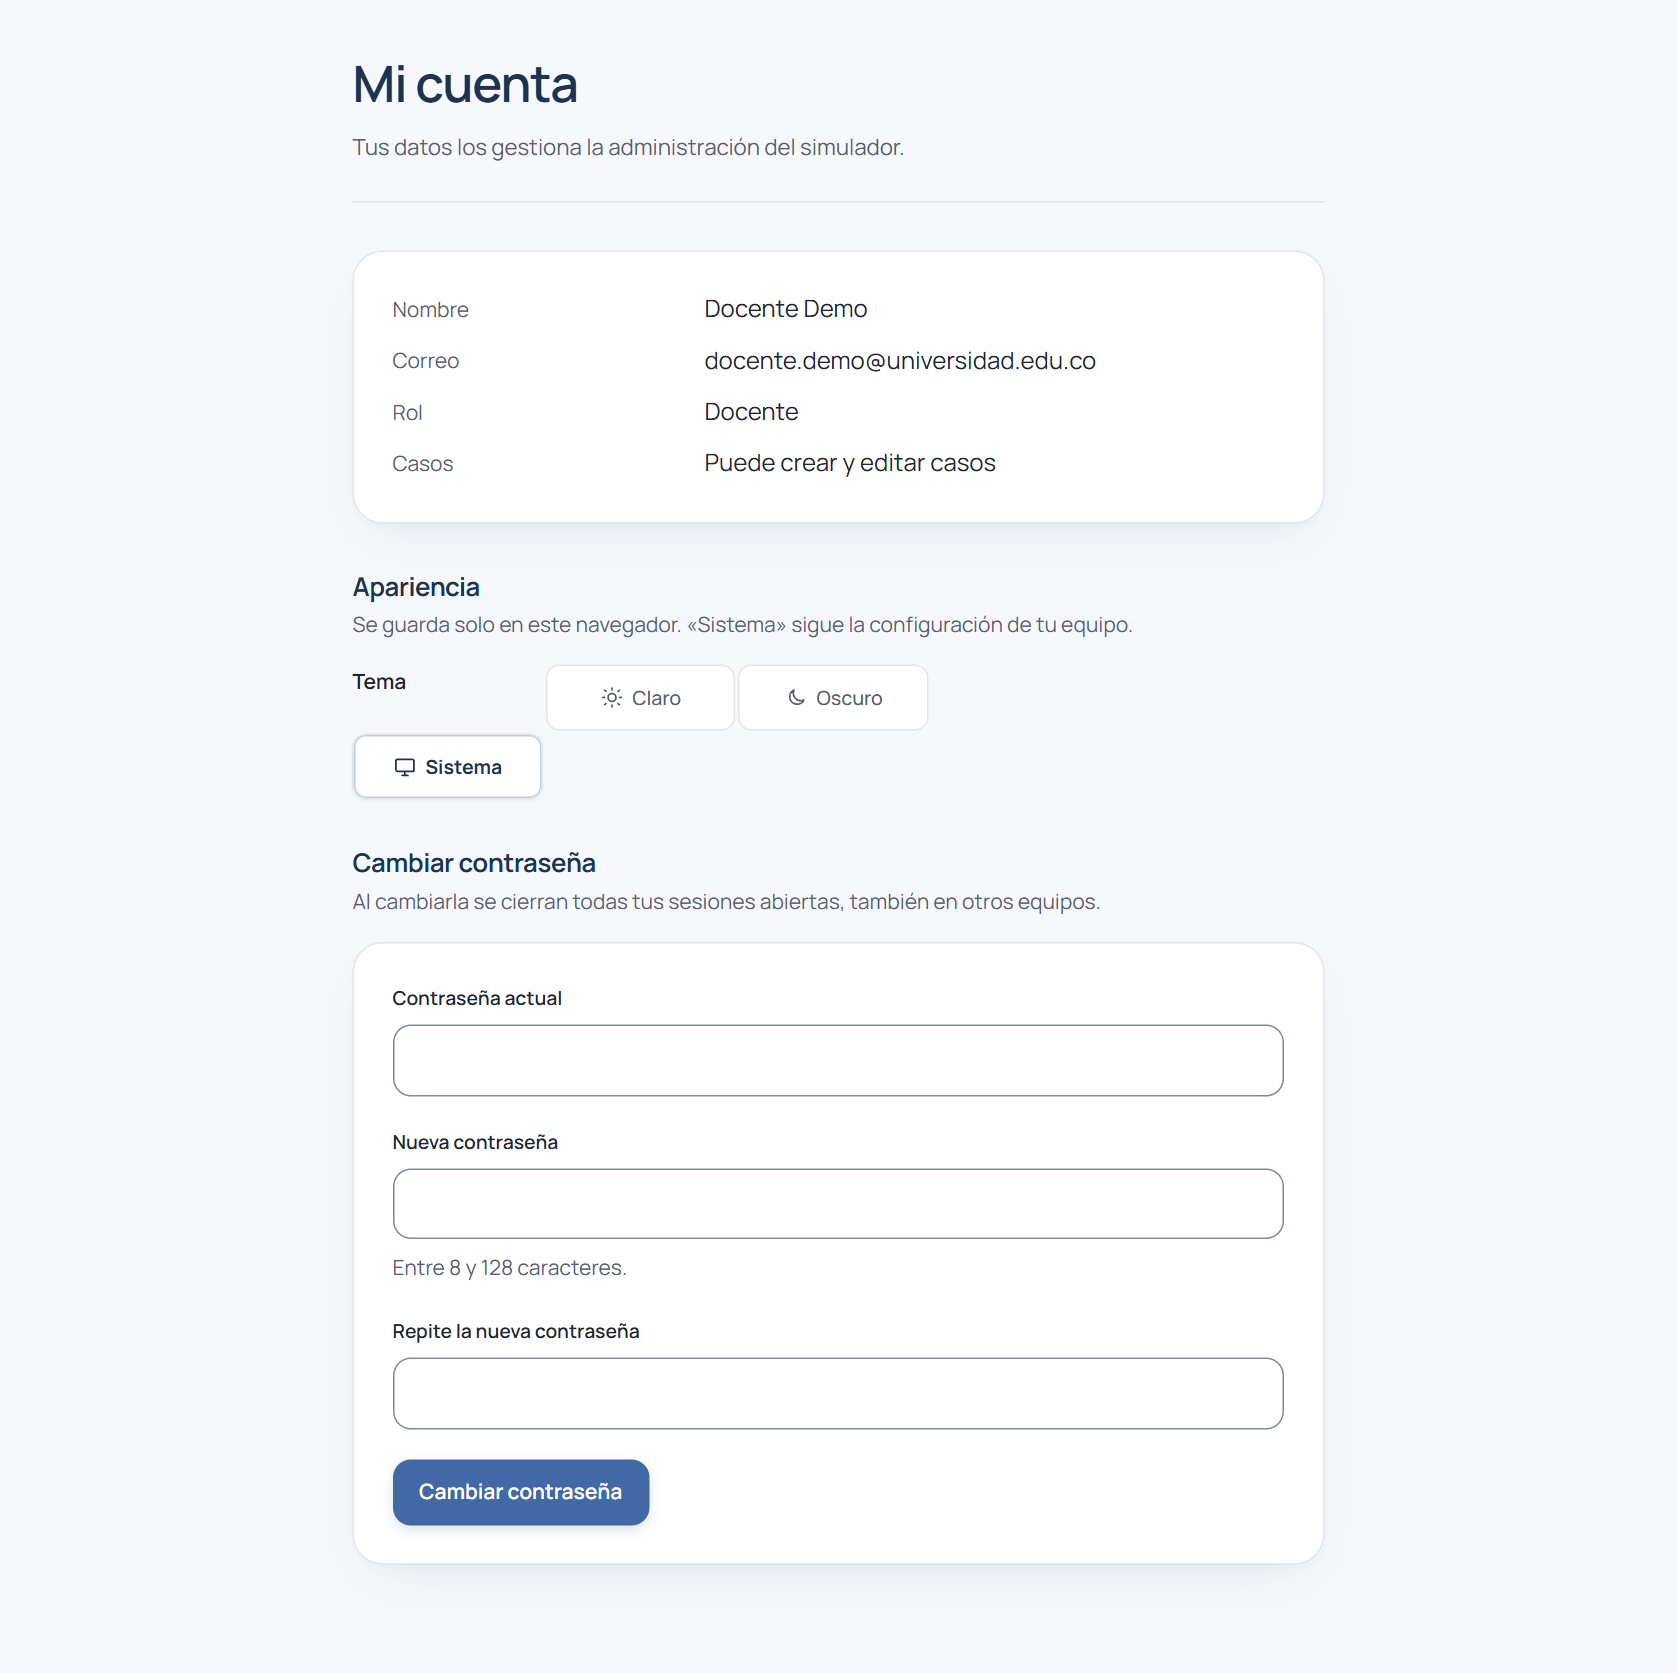 Mi cuenta
Tus datos los gestiona la administración del simulador.
Nombre Docente Demo
Correo docente.demo@universidad.edu.co
Rol Docente
Casos Puede crear y editar casos
Apariencia
Se guarda solo en este navegador. «Sistema» sigue la configuración de tu equipo.
Tema Claro Oscuro
Sistema
Cambiar contraseña
Al cambiarla se cierran todas tus sesiones abiertas, también en otros equipos.
Contraseña actual
Nueva contraseña
Entre 8 y 128 caracteres.
Repite la nueva contraseña
Cambiar contraseña